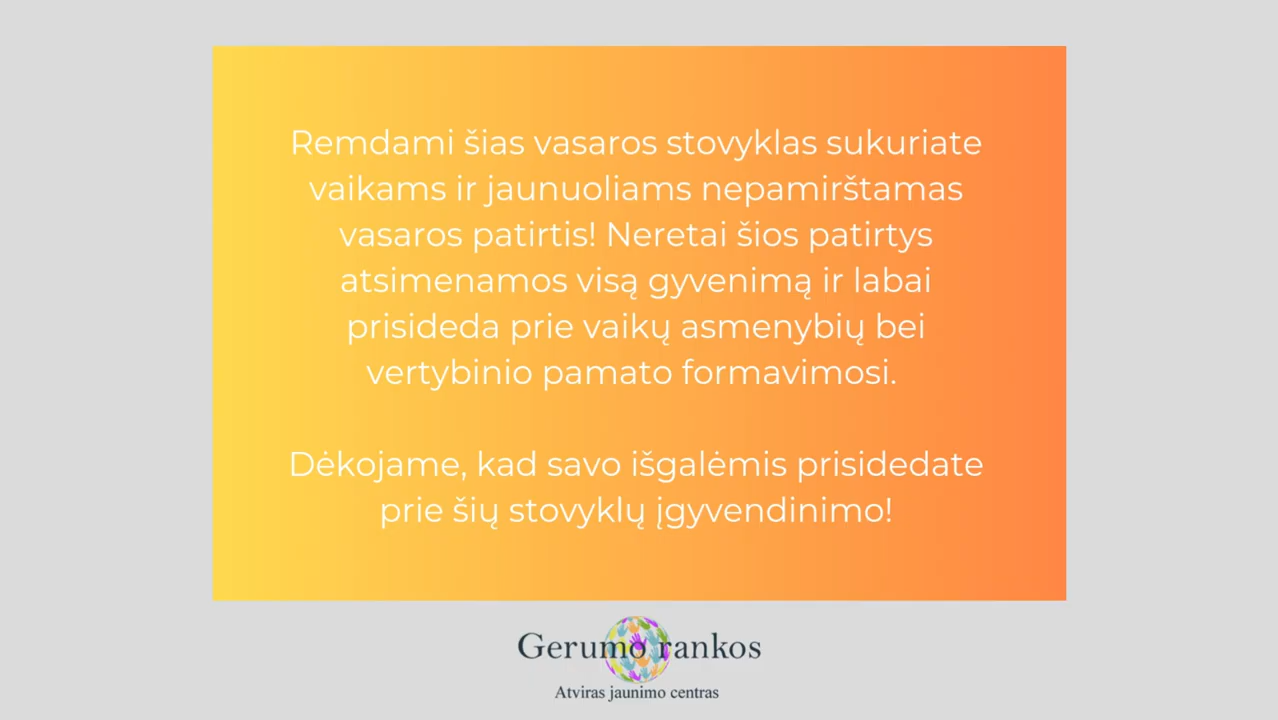 Remdami šias vasaros stovyklas sukuriate
vaikams ir jaunuoliams nepamirštamas
vasaros patirtis! Neretai šios patirtys
atsimenamos visą gyvenimą ir labai
prisideda prie vaikų asmenybių bei
vertybinio pamato formavimosi.
Dėkojame, kad savo išgalėmis prisidedate
prie šių stovyklų įgyvendinimo!
Gerumo rankos
Atviras jaunimo centras